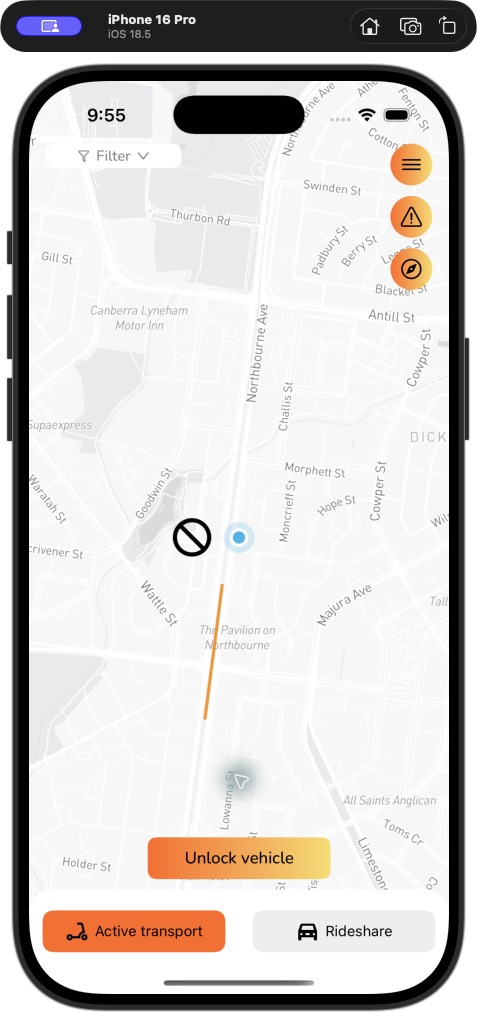 iPhone 16 Pro
iOS 18.5
9:55
Northbourne Ave
Fenton St
Filter
Swinden St
Thurbon Rd
Padbury St
Berry St
Gill St
Antill St
Canberra Lyneham
Motor Inn
Northbourne Ave
Cowper St
Challis St
Supaexpress
DICK
Morphett St
Goodwin St
Cowper St
Waratah St
Moncrieff St
Hope St
Wattle St
Majura Ave
The Pavilion on
Northbourne
Lowanna St
All Saints Anglican
Toms Cr
Unlock vehicle
Holder St
Active transport
Rideshare